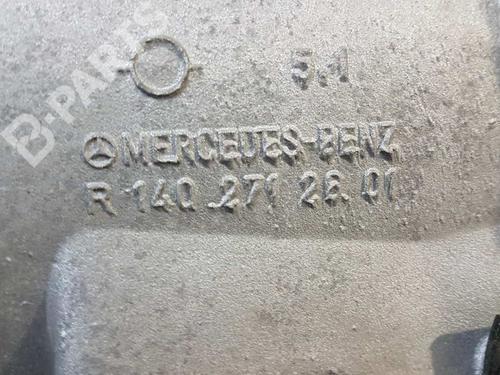 B-PARTS
5.1
MERCEDES-BENZ
R 140 271 26.01